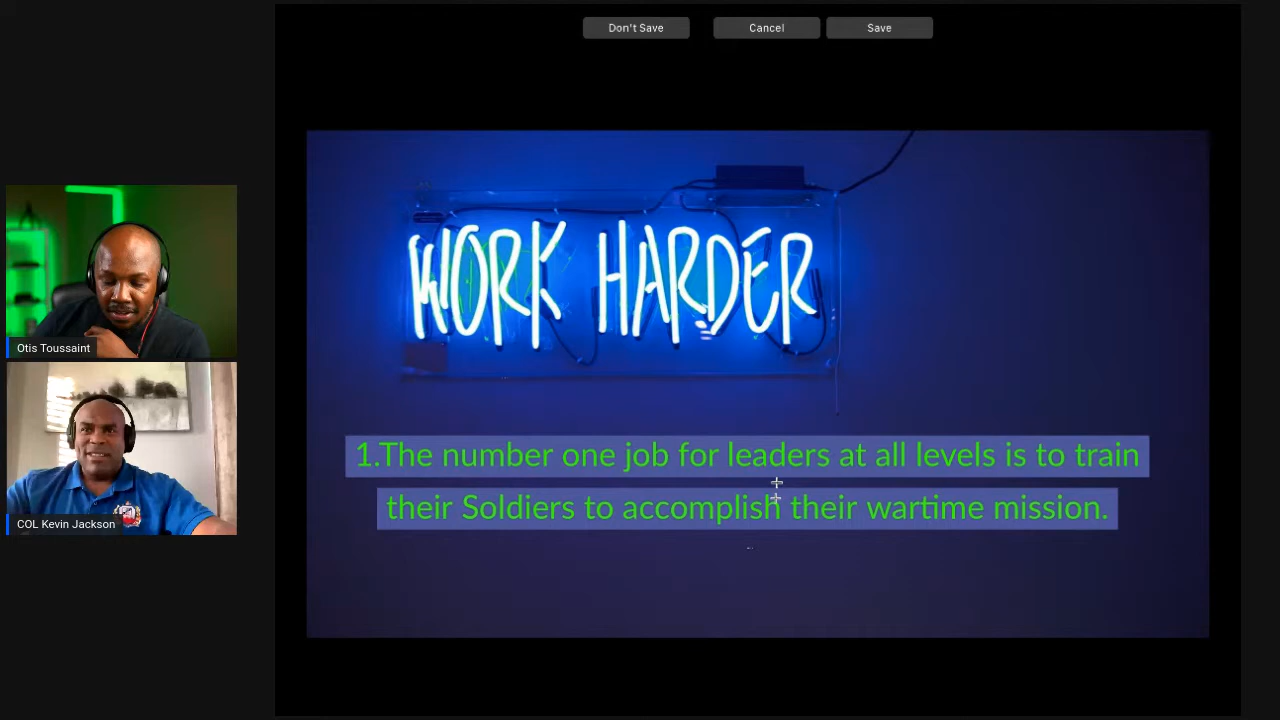 Don't Save
Cancel
Save
WORK HARDER
Otis Toussaint
COL Kevin Jackson
1.The number one job for leaders at all levels is to train
their Soldiers to accomplish their wartime mission.